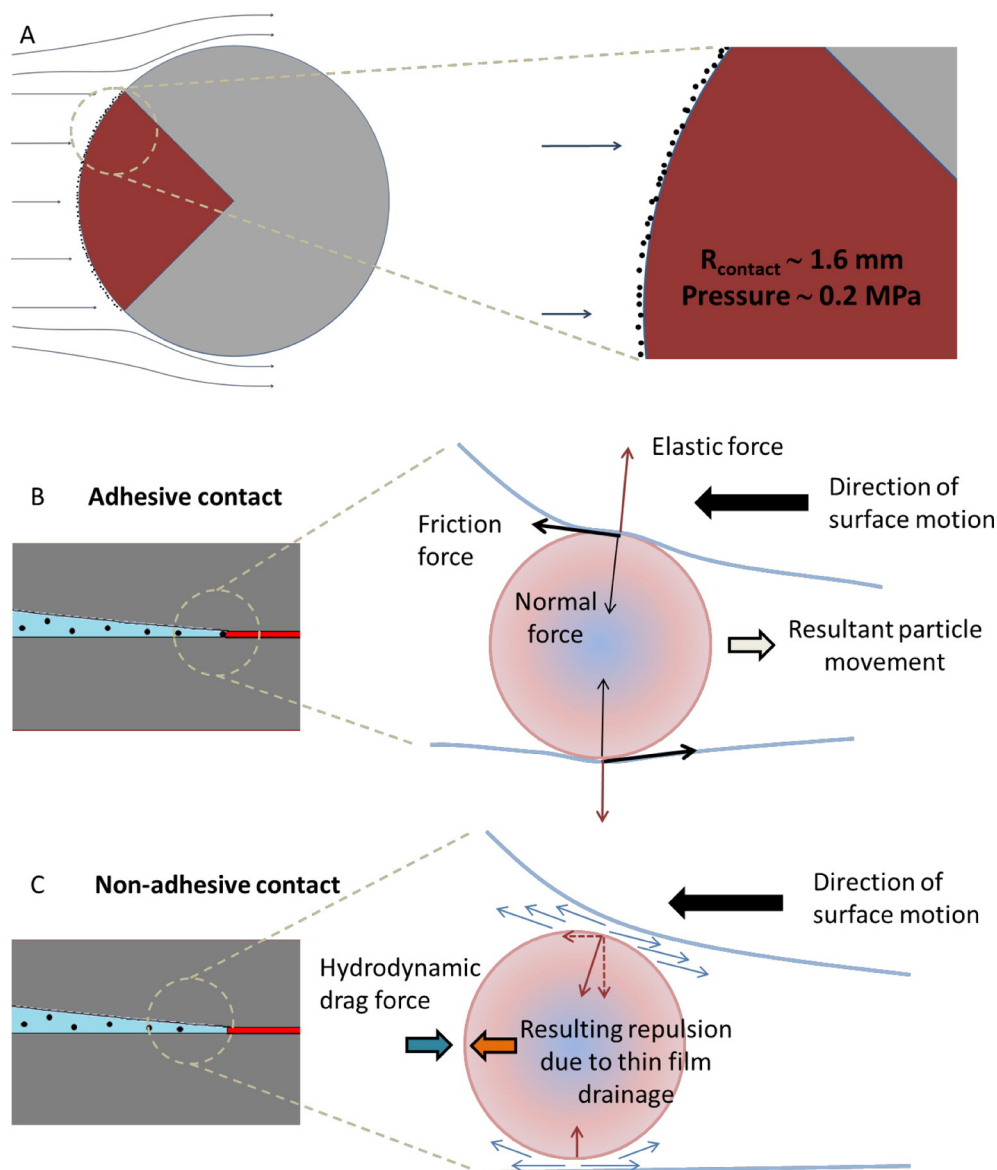 A
R_contact ~ 1.6 mm
Pressure ~ 0.2 MPa
B Adhesive contact
Elastic force
Direction of
surface motion
Friction
force
Normal
force
Resultant particle
movement
C Non-adhesive contact
Direction of
surface motion
Hydrodynamic
drag force
Resulting repulsion
due to thin film
drainage